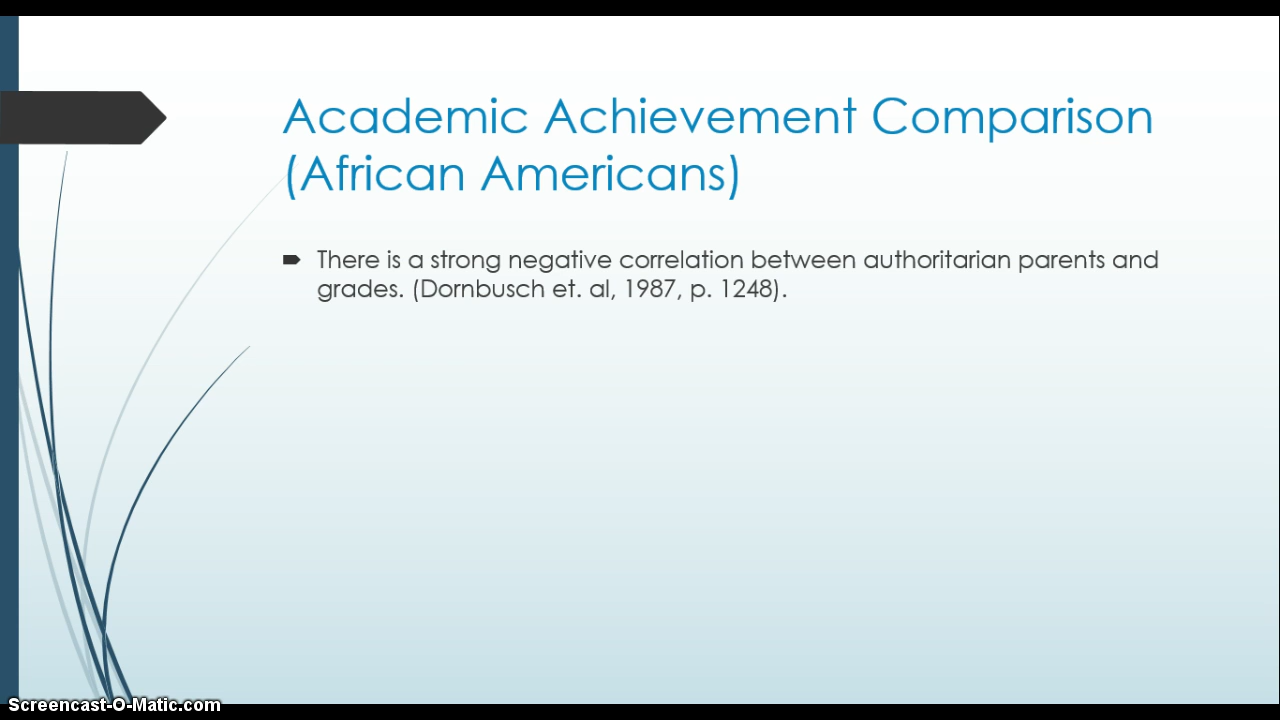 Academic Achievement Comparison
(African Americans)
There is a strong negative correlation between authoritarian parents and
grades. (Dornbusch et. al, 1987, p. 1248).
Screencast-O-Matic.com